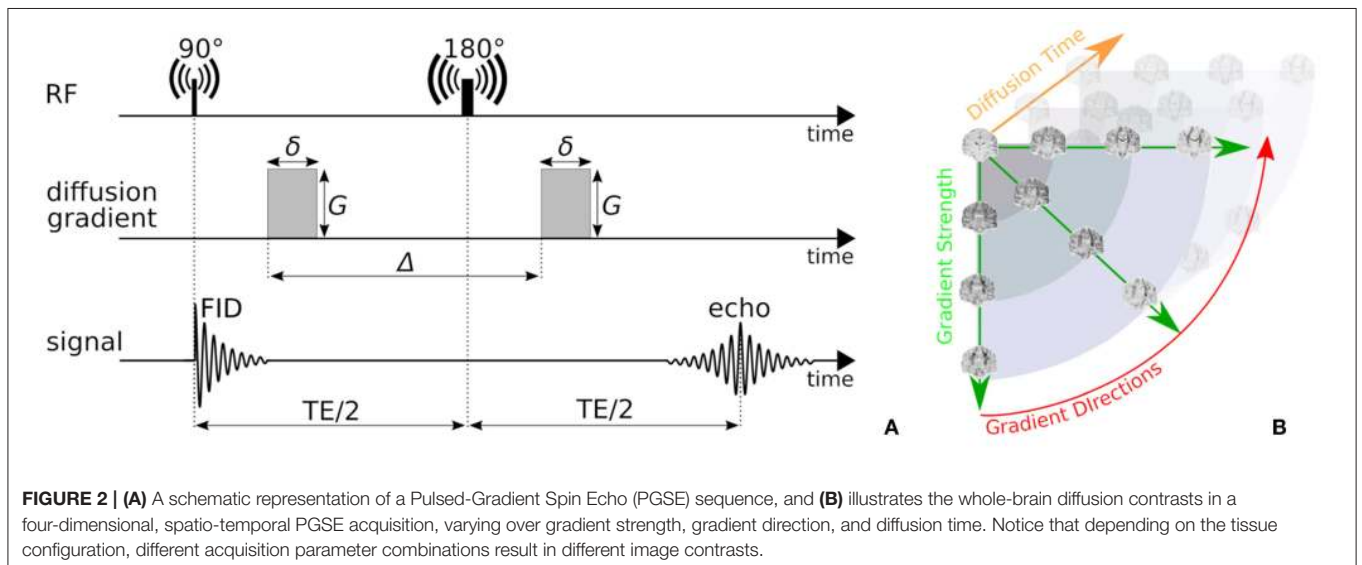 90°
180°
RF
time
δ
δ
diffusion
gradient
G
G
time
Δ
FID
echo
signal
time
TE/2
TE/2
A
Diffusion Time
Gradient Strength
Gradient DIrections
B
FIGURE 2 | (A) A schematic representation of a Pulsed-Gradient Spin Echo (PGSE) sequence, and (B) illustrates the whole-brain diffusion contrasts in a
four-dimensional, spatio-temporal PGSE acquisition, varying over gradient strength, gradient direction, and diffusion time. Notice that depending on the tissue
configuration, different acquisition parameter combinations result in different image contrasts.